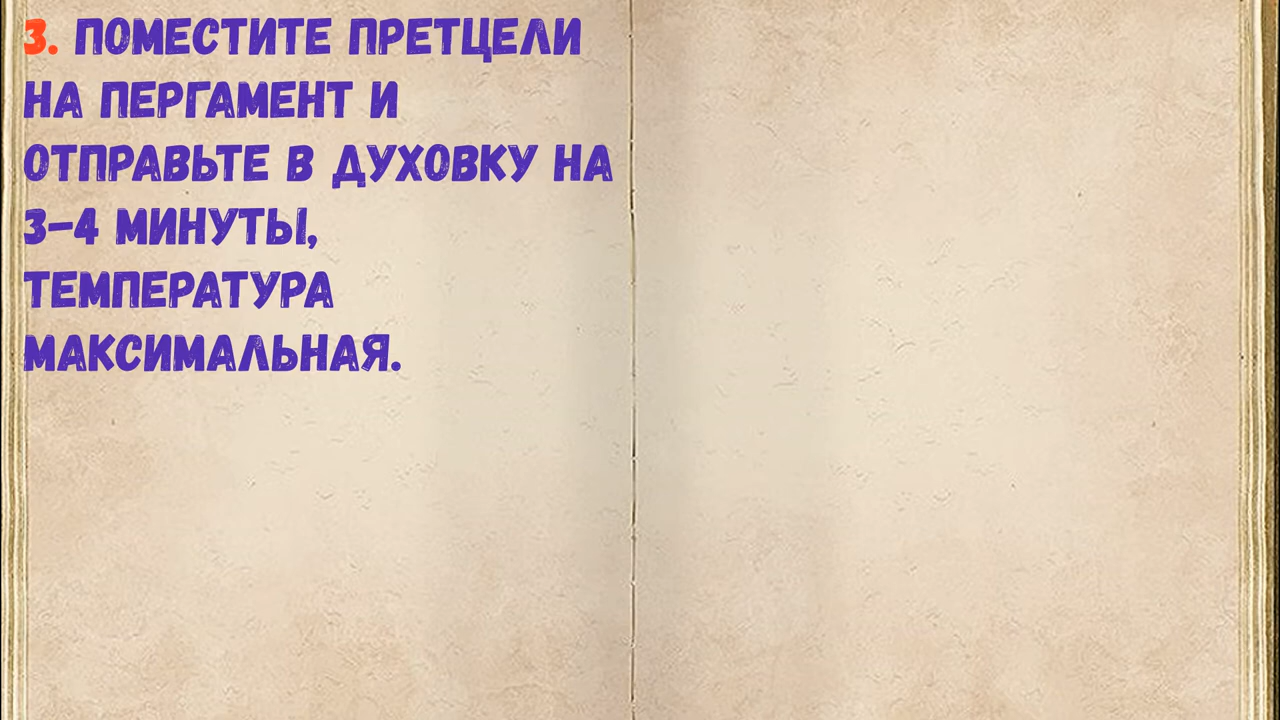 3. ПОМЕСТИТЕ ПРЕТЦЕЛИ
НА ПЕРГАМЕНТ И
ОТПРАВЬТЕ В ДУХОВКУ НА
3-4 МИНУТЫ,
ТЕМПЕРАТУРА
МАКСИМАЛЬНАЯ.